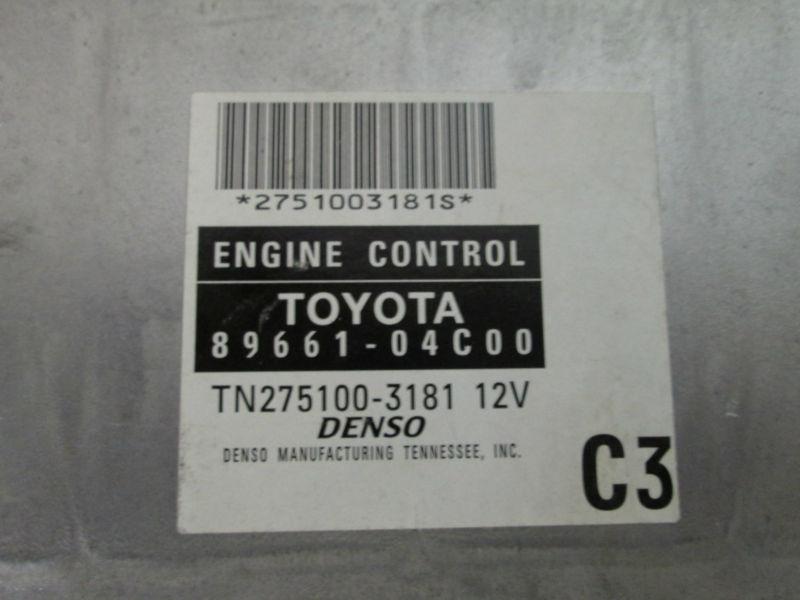 *2751003181S*
ENGINE CONTROL
TOYOTA
89661-04C00
TN275100-3181 12V
DENSO
DENSO MANUFACTURING TENNESSEE, INC.
C3